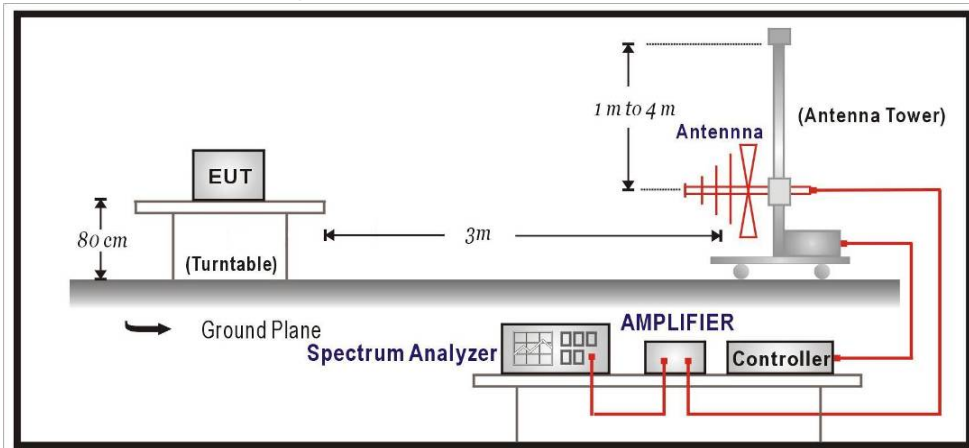 1 m to 4 m
(Antenna Tower)
Antennna
EUT
80 cm
3m
(Turntable)
Ground Plane
AMPLIFIER
Spectrum Analyzer
Controller